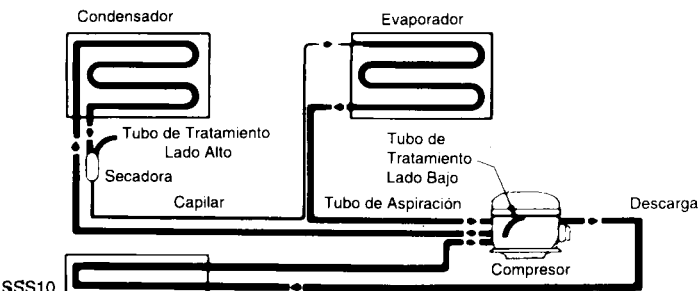 Condensador
Evaporador
Tubo de Tratamiento
Lado Alto
Secadora
Tubo de
Tratamiento
Lado Bajo
Capilar
Tubo de Aspiración
Descarga
Compresor
SSS10